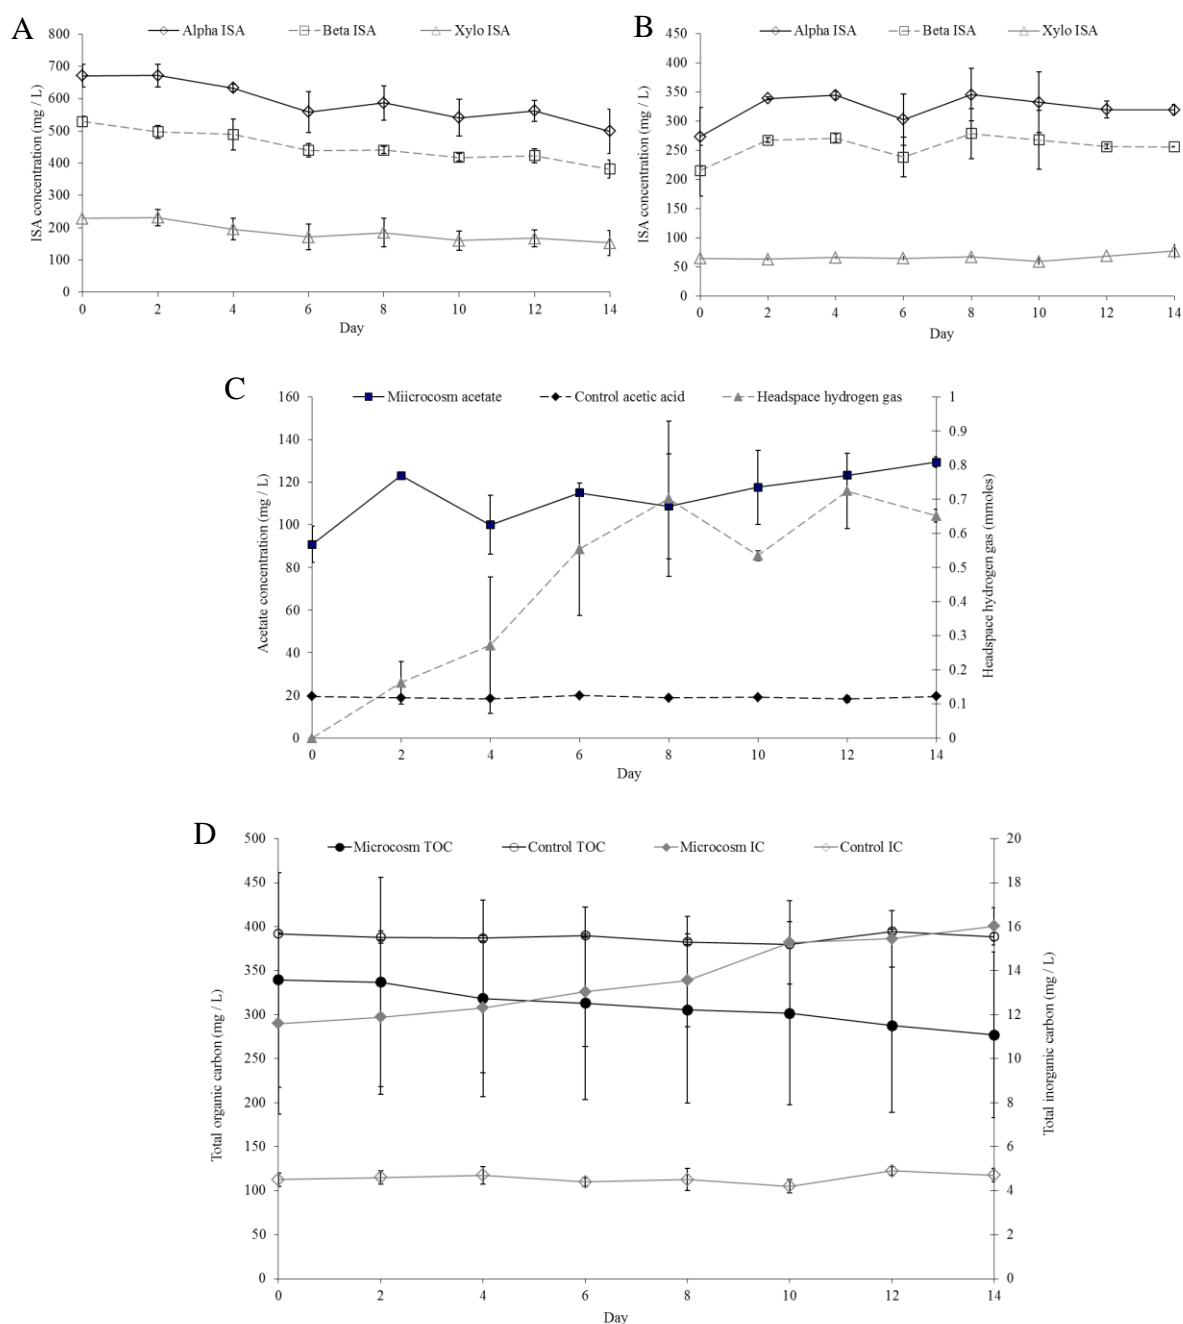 A
Alpha ISA Beta ISA Xylo ISA
800
700
600
500
400
300
200
100
0
ISA concentration (mg / L)
0 2 4 6 8 10 12 14
Day
B
Alpha ISA Beta ISA Xylo ISA
450
400
350
300
250
200
150
100
50
0
ISA concentration (mg / L)
0 2 4 6 8 10 12 14
Day
C
Miicrocosm acetate Control acetic acid Headspace hydrogen gas
160
140
120
100
80
60
40
20
0
Acetate concentration (mg / L)
1
0.9
0.8
0.7
0.6
0.5
0.4
0.3
0.2
0.1
0
Headspace hydrogen gas (mmoles)
0 2 4 6 8 10 12 14
Day
D
Microcosm TOC Control TOC Microcosm IC Control IC
500
450
400
350
300
250
200
150
100
50
0
Total organic carbon (mg / L)
20
18
16
14
12
10
8
6
4
2
0
Total inorganic carbon (mg / L)
0 2 4 6 8 10 12 14
Day